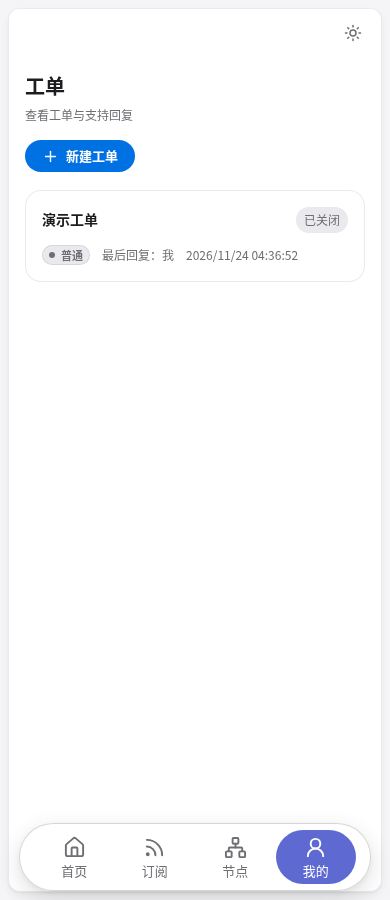 工单
查看工单与支持回复
新建工单
演示工单 已关闭
普通 最后回复：我 2026/11/24 04:36:52
首页 订阅 节点 我的